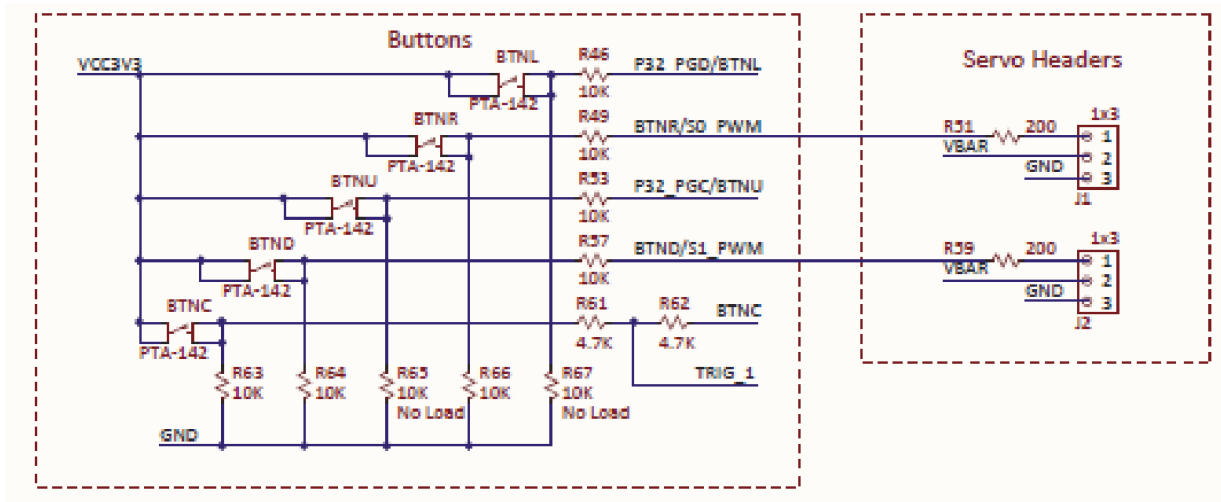 Buttons
VCC3V3
BTNL
PTA-142
R46
10K
P32_PGD/BTNL
BTNR
PTA-142
R49
10K
BTNR/S0_PWM
BTNU
PTA-142
R53
10K
P32_PGC/BTNU
BTND
PTA-142
R57
10K
BTND/S1_PWM
BTNC
PTA-142
R61
4.7K
R62
4.7K
BTNC
TRIG_1
R63
10K
R64
10K
R65
10K
No Load
R66
10K
R67
10K
No Load
GND
Servo Headers
R51
200
1x3
VBAR
GND
1
2
3
J1
R59
200
1x3
VBAR
GND
1
2
3
J2